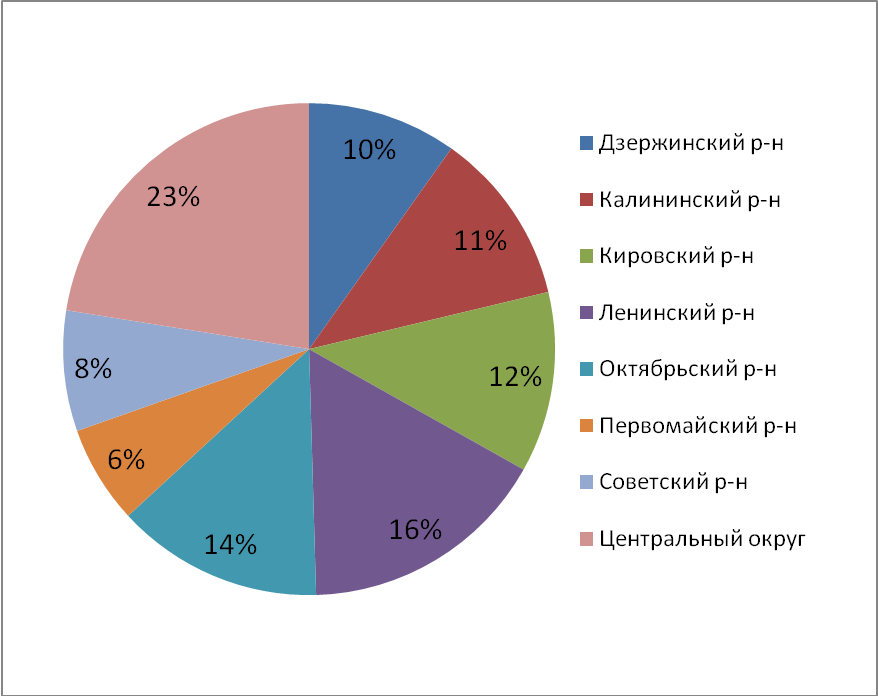 10%
11%
12%
16%
14%
6%
8%
23%
Дзержинский р-н
Калининский р-н
Кировский р-н
Ленинский р-н
Октябрьский р-н
Первомайский р-н
Советский р-н
Центральный округ